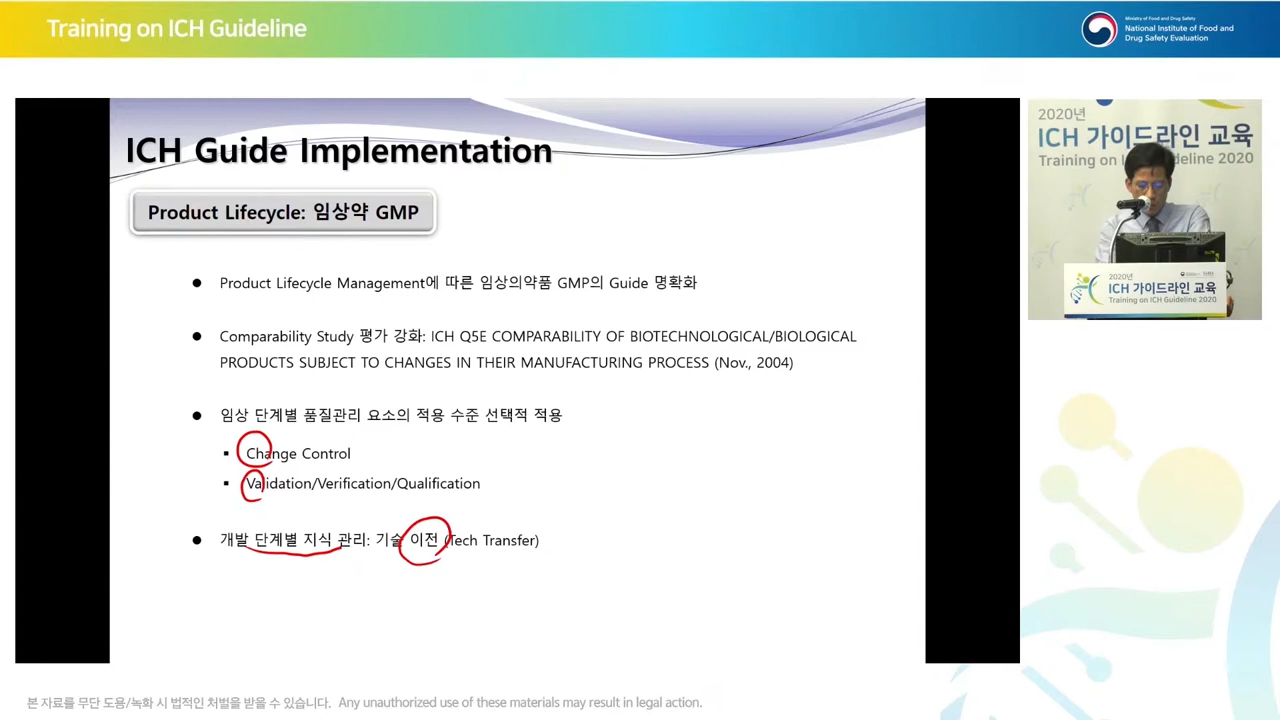 Training on ICH Guideline
Ministry of Food and Drug Safety
National Institute of Food and
Drug Safety Evaluation
ICH Guide Implementation
Product Lifecycle: 임상약 GMP
● Product Lifecycle Management에 따른 임상의약품 GMP의 Guide 명확화
● Comparability Study 평가 강화: ICH Q5E COMPARABILITY OF BIOTECHNOLOGICAL/BIOLOGICAL
PRODUCTS SUBJECT TO CHANGES IN THEIR MANUFACTURING PROCESS (Nov., 2004)
● 임상 단계별 품질관리 요소의 적용 수준 선택적 적용
▪ Change Control
▪ Validation/Verification/Qualification
● 개발 단계별 지식 관리: 기술 이전 (Tech Transfer)
2020년
ICH 가이드라인 교육
Training on Guideline 2020
2020년
ICH 가이드라인 교육
Training on ICH Guideline 2020
본 자료를 무단 도용/녹화 시 법적인 처벌을 받을 수 있습니다. Any unauthorized use of these materials may result in legal action.